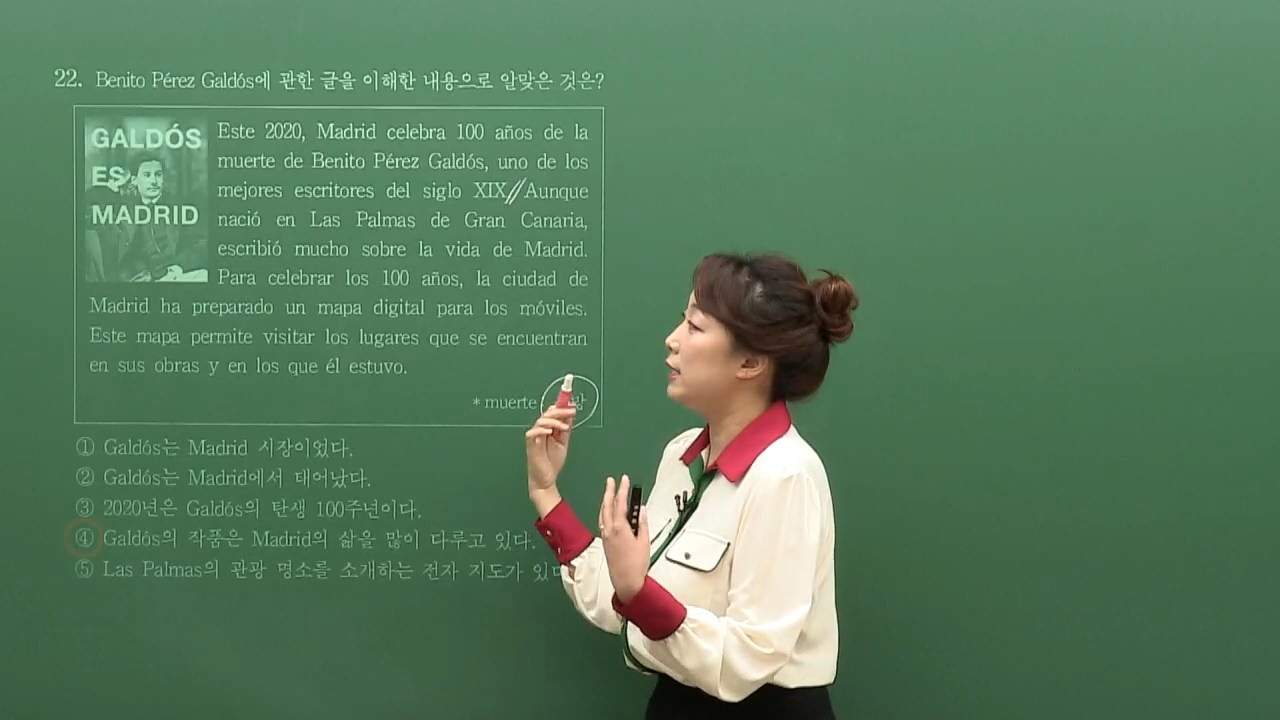 22. Benito Pérez Galdós에 관한 글을 이해한 내용으로 알맞은 것은?
GALDÓS
ES
MADRID
Este 2020, Madrid celebra 100 años de la
muerte de Benito Pérez Galdós, uno de los
mejores escritores del siglo XIX. Aunque
nació en Las Palmas de Gran Canaria,
escribió mucho sobre la vida de Madrid.
Para celebrar los 100 años, la ciudad de
Madrid ha preparado un mapa digital para los móviles.
Este mapa permite visitar los lugares que se encuentran
en sus obras y en los que él estuvo.
* muerte
① Galdós는 Madrid 시장이었다.
② Galdós는 Madrid에서 태어났다.
③ 2020년은 Galdós의 탄생 100주년이다.
④ Galdós의 작품은 Madrid의 삶을 많이 다루고 있다.
⑤ Las Palmas의 관광 명소를 소개하는 전자 지도가 있다